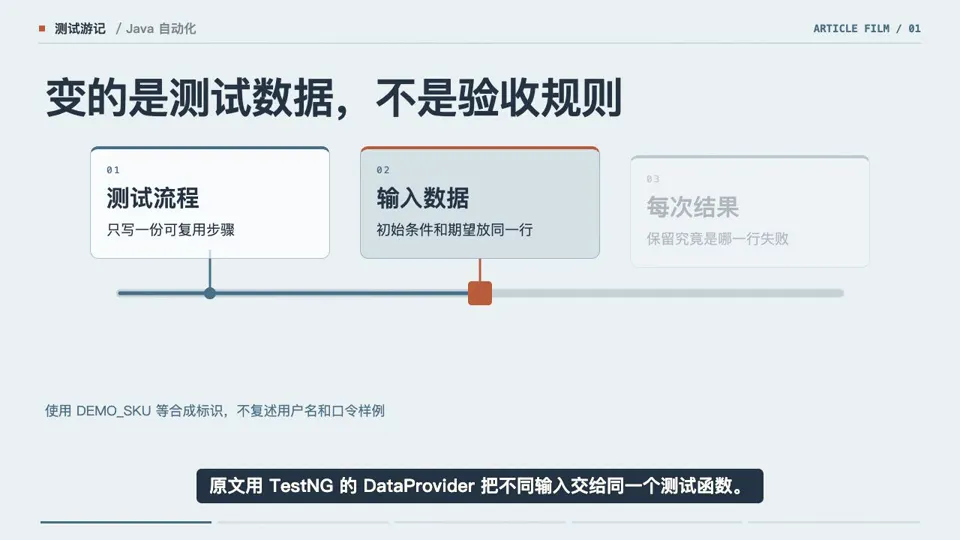 测试游记 / Java 自动化
ARTICLE FILM / 01
变的是测试数据，不是验收规则
01
测试流程
只写一份可复用步骤
02
输入数据
初始条件和期望放同一行
03
每次结果
保留究竟是哪一行失败
使用 DEMO_SKU 等合成标识，不复述用户名和口令样例
原文用 TestNG 的 DataProvider 把不同输入交给同一个测试函数。